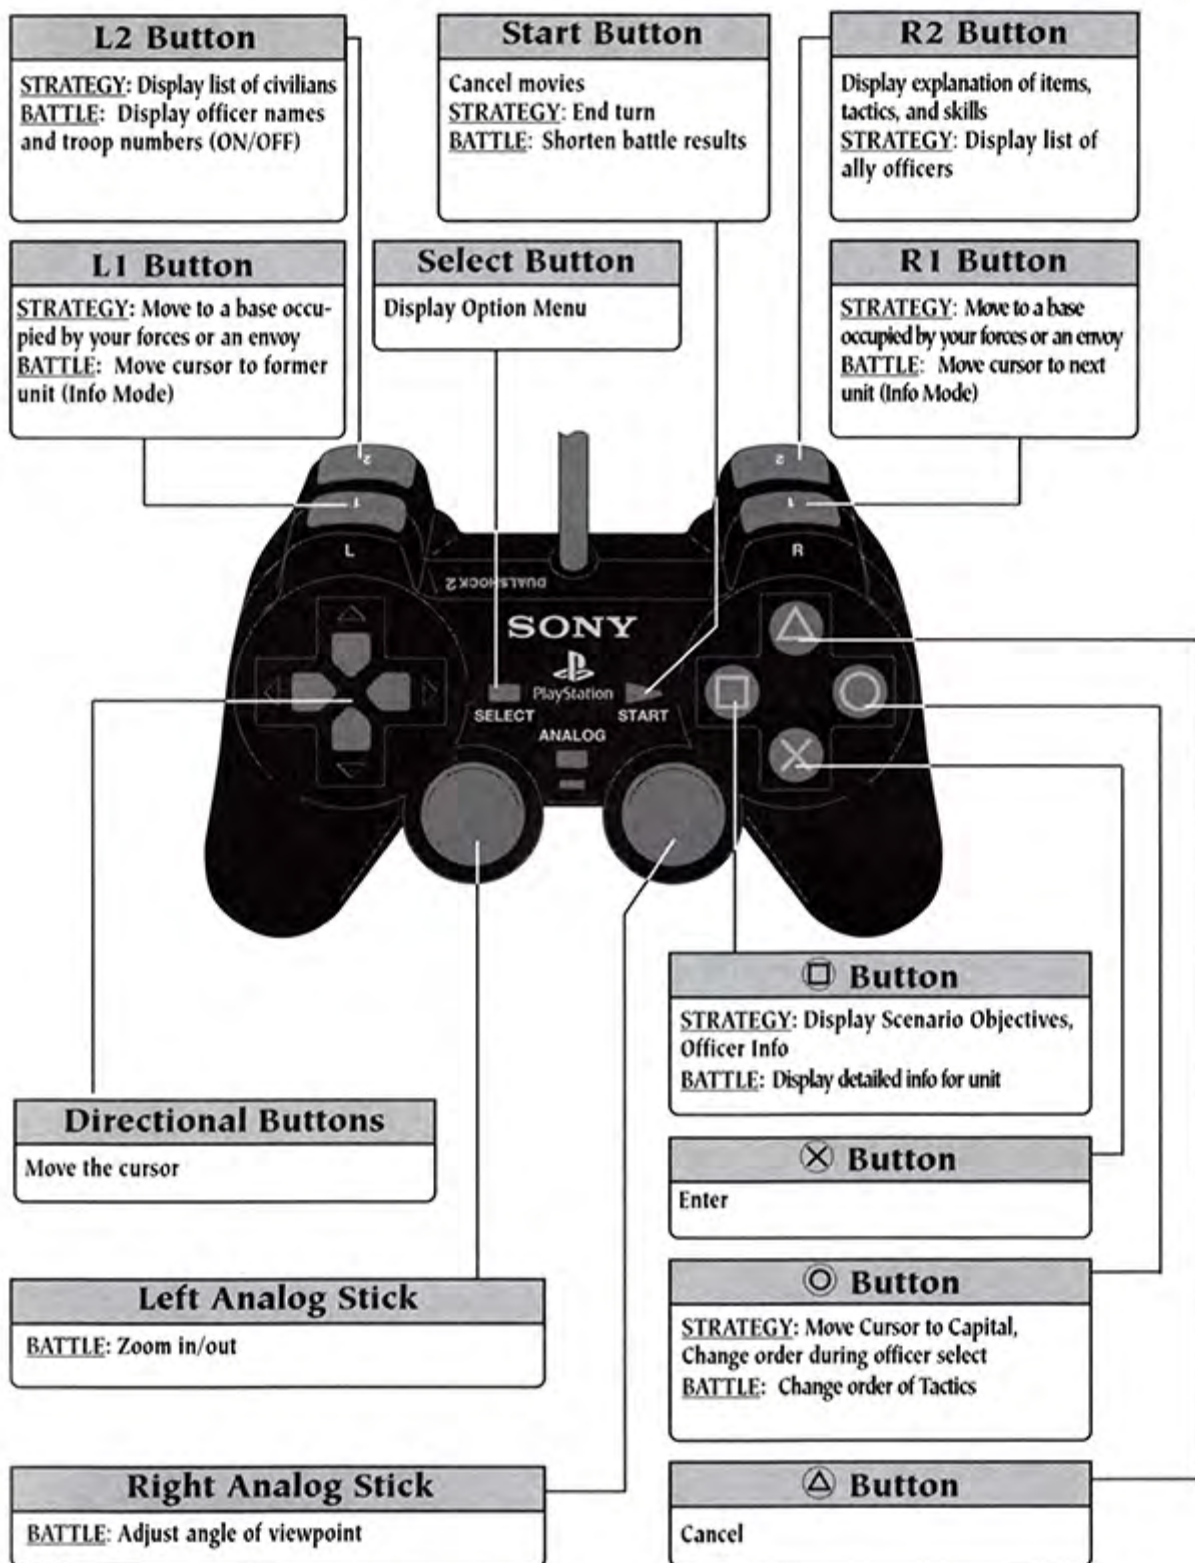 L2 Button
STRATEGY: Display list of civilians
BATTLE: Display officer names
and troop numbers (ON/OFF)
Start Button
Cancel movies
STRATEGY: End turn
BATTLE: Shorten battle results
R2 Button
Display explanation of items,
tactics, and skills
STRATEGY: Display list of
ally officers
L1 Button
STRATEGY: Move to a base occu-
pied by your forces or an envoy
BATTLE: Move cursor to former
unit (Info Mode)
Select Button
Display Option Menu
R1 Button
STRATEGY: Move to a base
occupied by your forces or an envoy
BATTLE: Move cursor to next
unit (Info Mode)
2
2
1
1
L
R
DUALSHOCK 2
SONY
PlayStation
SELECT
START
ANALOG
Button
STRATEGY: Display Scenario Objectives,
Officer Info
BATTLE: Display detailed info for unit
Directional Buttons
Move the cursor
Button
Enter
Left Analog Stick
BATTLE: Zoom in/out
Button
STRATEGY: Move Cursor to Capital,
Change order during officer select
BATTLE: Change order of Tactics
Right Analog Stick
BATTLE: Adjust angle of viewpoint
Button
Cancel